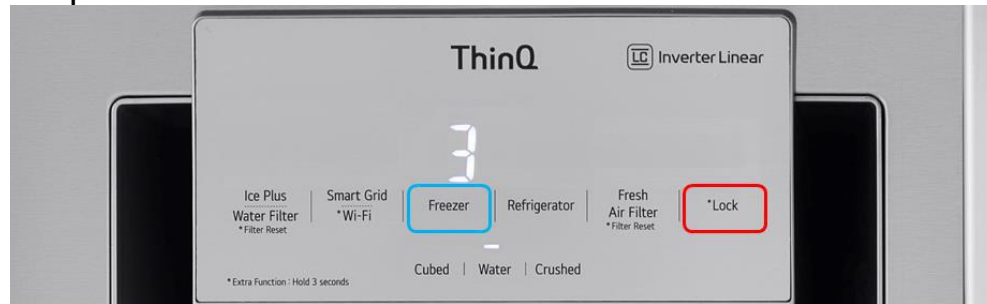 ThinQ
LC Inverter Linear
3
Ice Plus
Water Filter
*Filter Reset
Smart Grid
*Wi-Fi
Freezer
Refrigerator
Fresh
Air Filter
*Filter Reset
*Lock
Cubed | Water | Crushed
*Extra Function : Hold 3 seconds